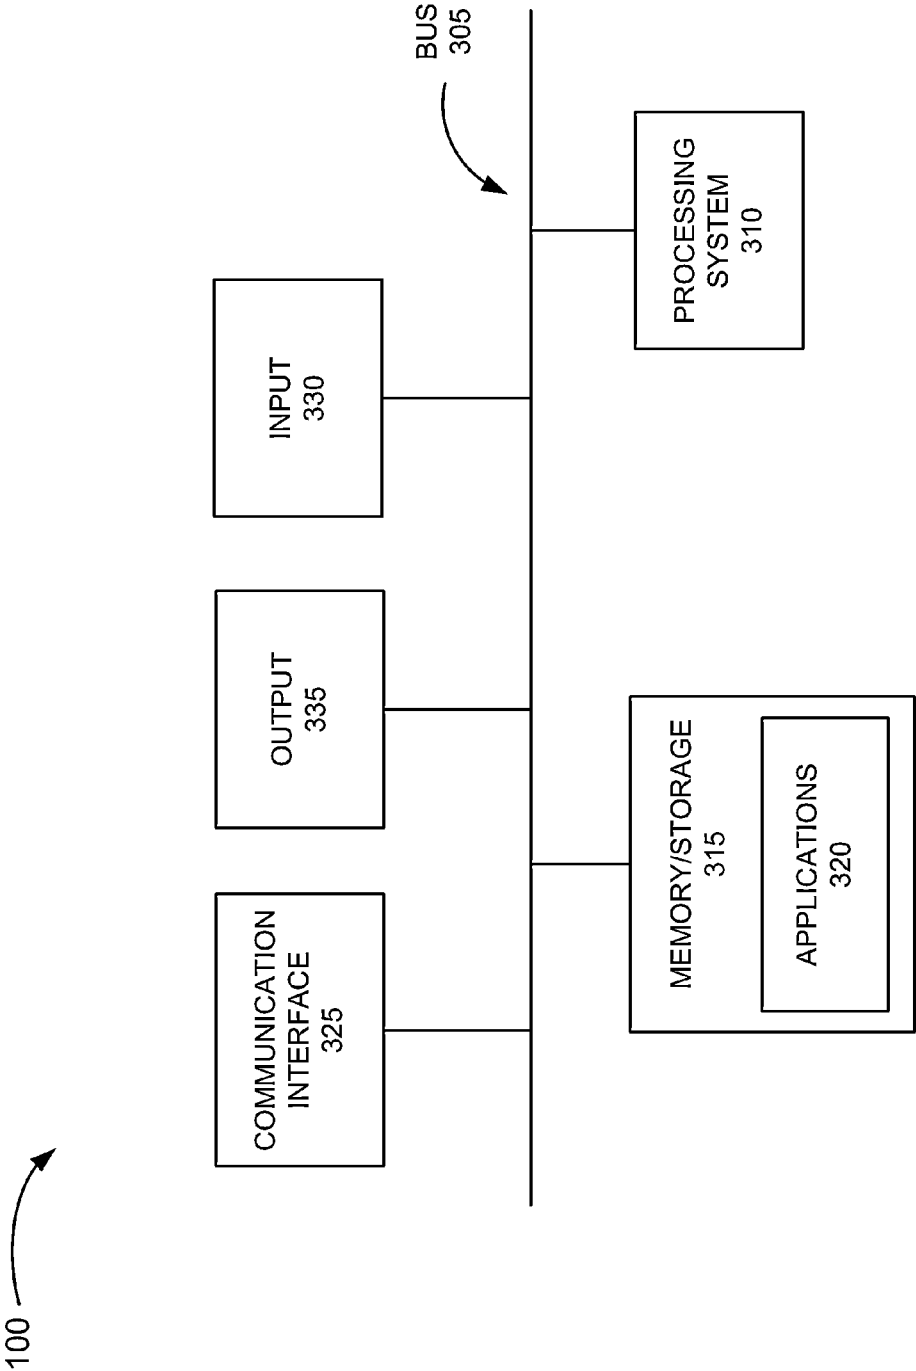 100
COMMUNICATION
INTERFACE
325
OUTPUT
335
INPUT
330
BUS
305
MEMORY/STORAGE
315
APPLICATIONS
320
PROCESSING
SYSTEM
310